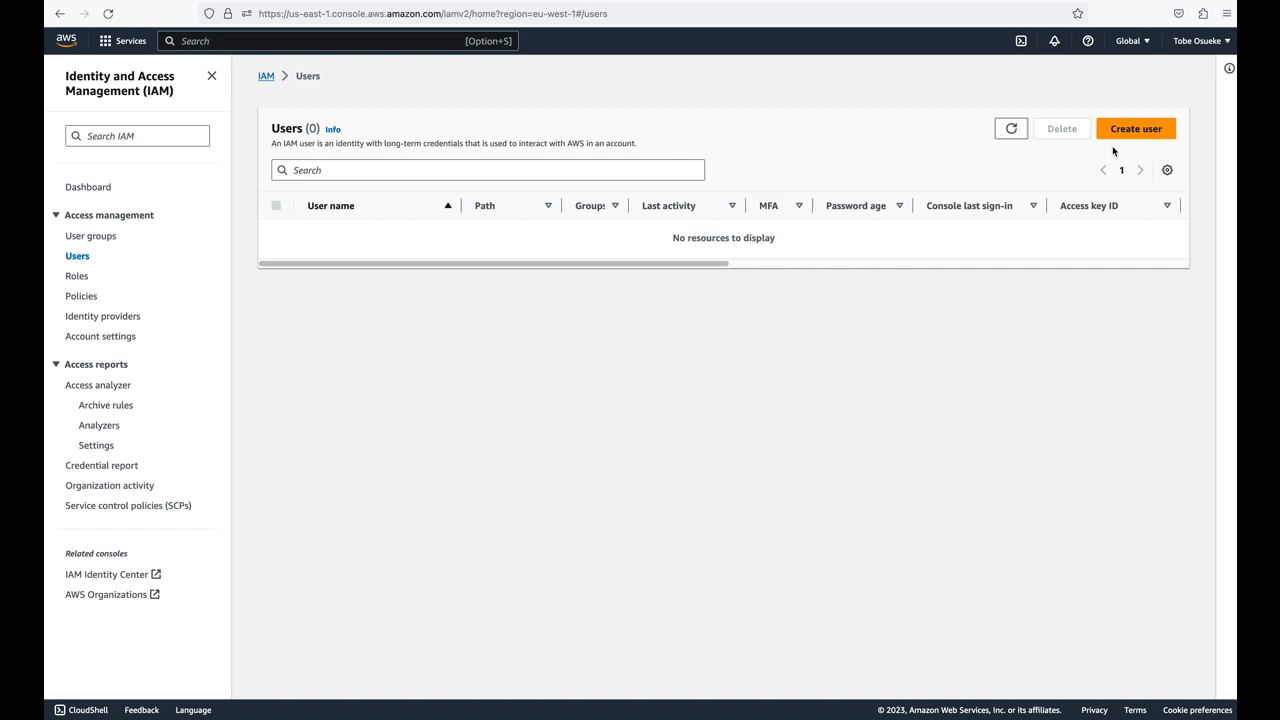 https://us-east-1.console.aws.amazon.com/iamv2/home?region=eu-west-1#/users
aws
Services
Search
[Option+S]
Global
Tobe Osueke
Identity and Access
Management (IAM)
Search IAM
Dashboard
Access management
User groups
Users
Roles
Policies
Identity providers
Account settings
Access reports
Access analyzer
Archive rules
Analyzers
Settings
Credential report
Organization activity
Service control policies (SCPs)
Related consoles
IAM Identity Center
AWS Organizations
IAM > Users
Users (0) Info
An IAM user is an identity with long-term credentials that is used to interact with AWS in an account.
Delete
Create user
Search
1
User name Path Groups Last activity MFA Password age Console last sign-in Access key ID
No resources to display
CloudShell Feedback Language
© 2023, Amazon Web Services, Inc. or its affiliates. Privacy Terms Cookie preferences